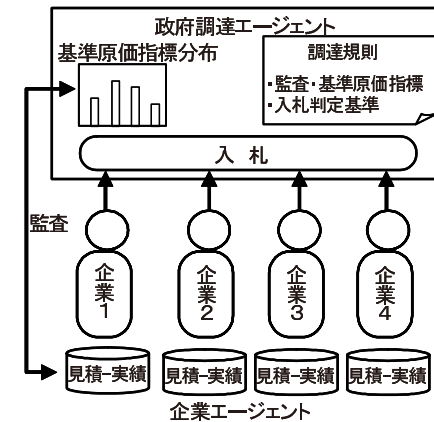 政府調達エージェント
基準原価指標分布
調達規則
・監査・基準原価指標
・入札判定基準
入 札
監査
企業1
企業2
企業3
企業4
見積-実績
見積-実績
見積-実績
見積-実績
企業エージェント